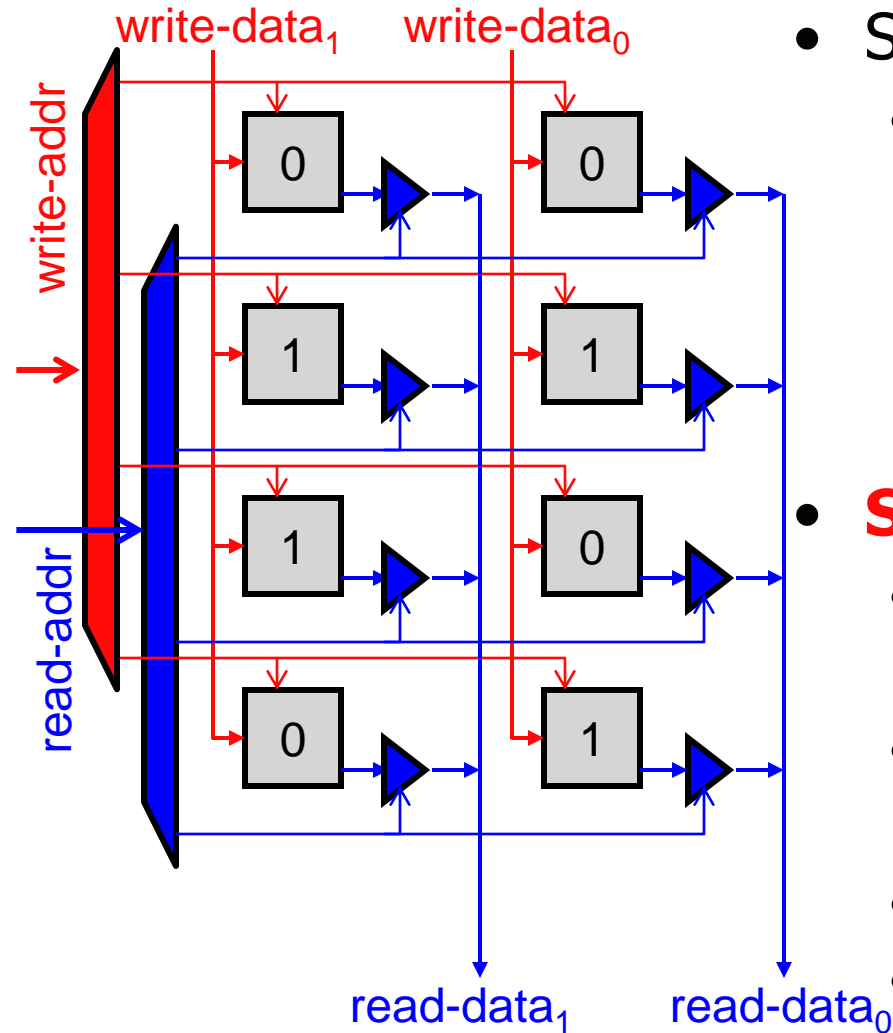 write-data₁ write-data₀
• S
write-addr
0 0
1 1
1 0
• S
read-addr
0 1
read-data₁ read-data₀